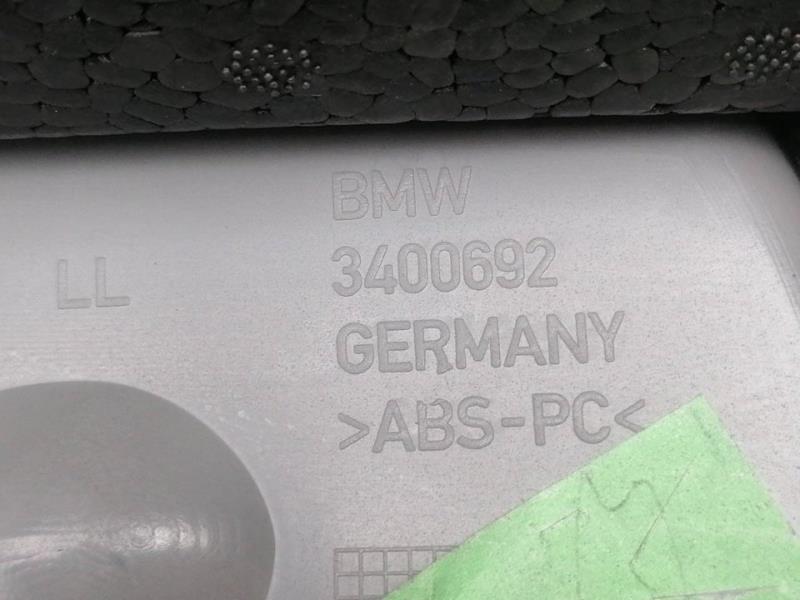 BMW
LL
3400692
GERMANY
>ABS-PC<